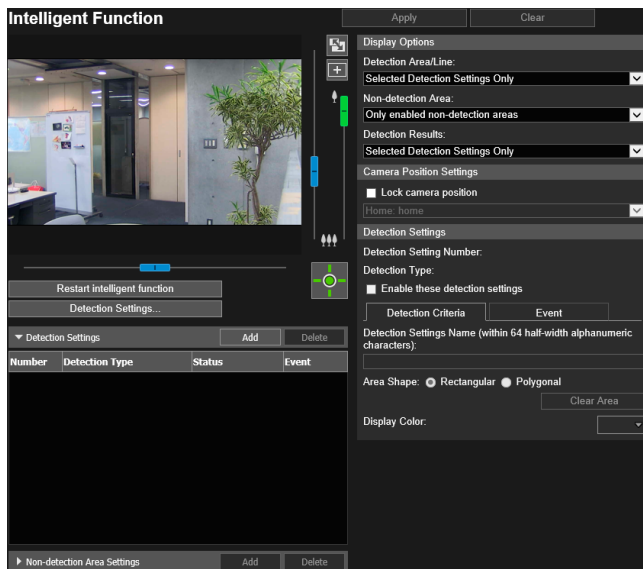 Intelligent Function
Apply
Clear
Display Options
Detection Area/Line:
Selected Detection Settings Only
Non-detection Area:
Only enabled non-detection areas
Detection Results:
Selected Detection Settings Only
Camera Position Settings
Lock camera position
Home: home
Restart intelligent function
Detection Settings...
Detection Settings
Add
Delete
Number
Detection Type
Status
Event
Non-detection Area Settings
Add
Delete
Detection Settings
Detection Setting Number:
Detection Type:
Enable these detection settings
Detection Criteria
Event
Detection Settings Name (within 64 half-width alphanumeric
characters):
Area Shape:
Rectangular
Polygonal
Clear Area
Display Color: